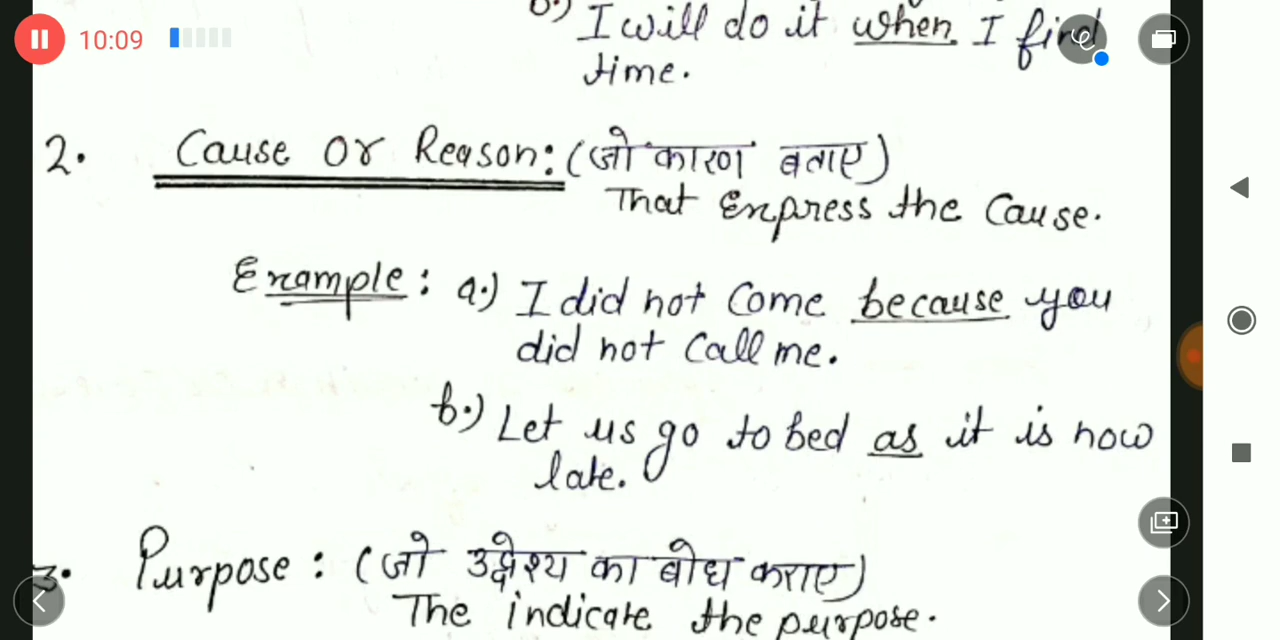 10:09
b.) I will do it when I find
time.
2. Cause or Reason: (जो कारण बताए)
That Express the Cause.
Example: a.) I did not Come because you
did not Call me.
b.) Let us go to bed as it is now
late.
3. Purpose: (जो उद्देश्य का बोध कराए)
The indicate the purpose.